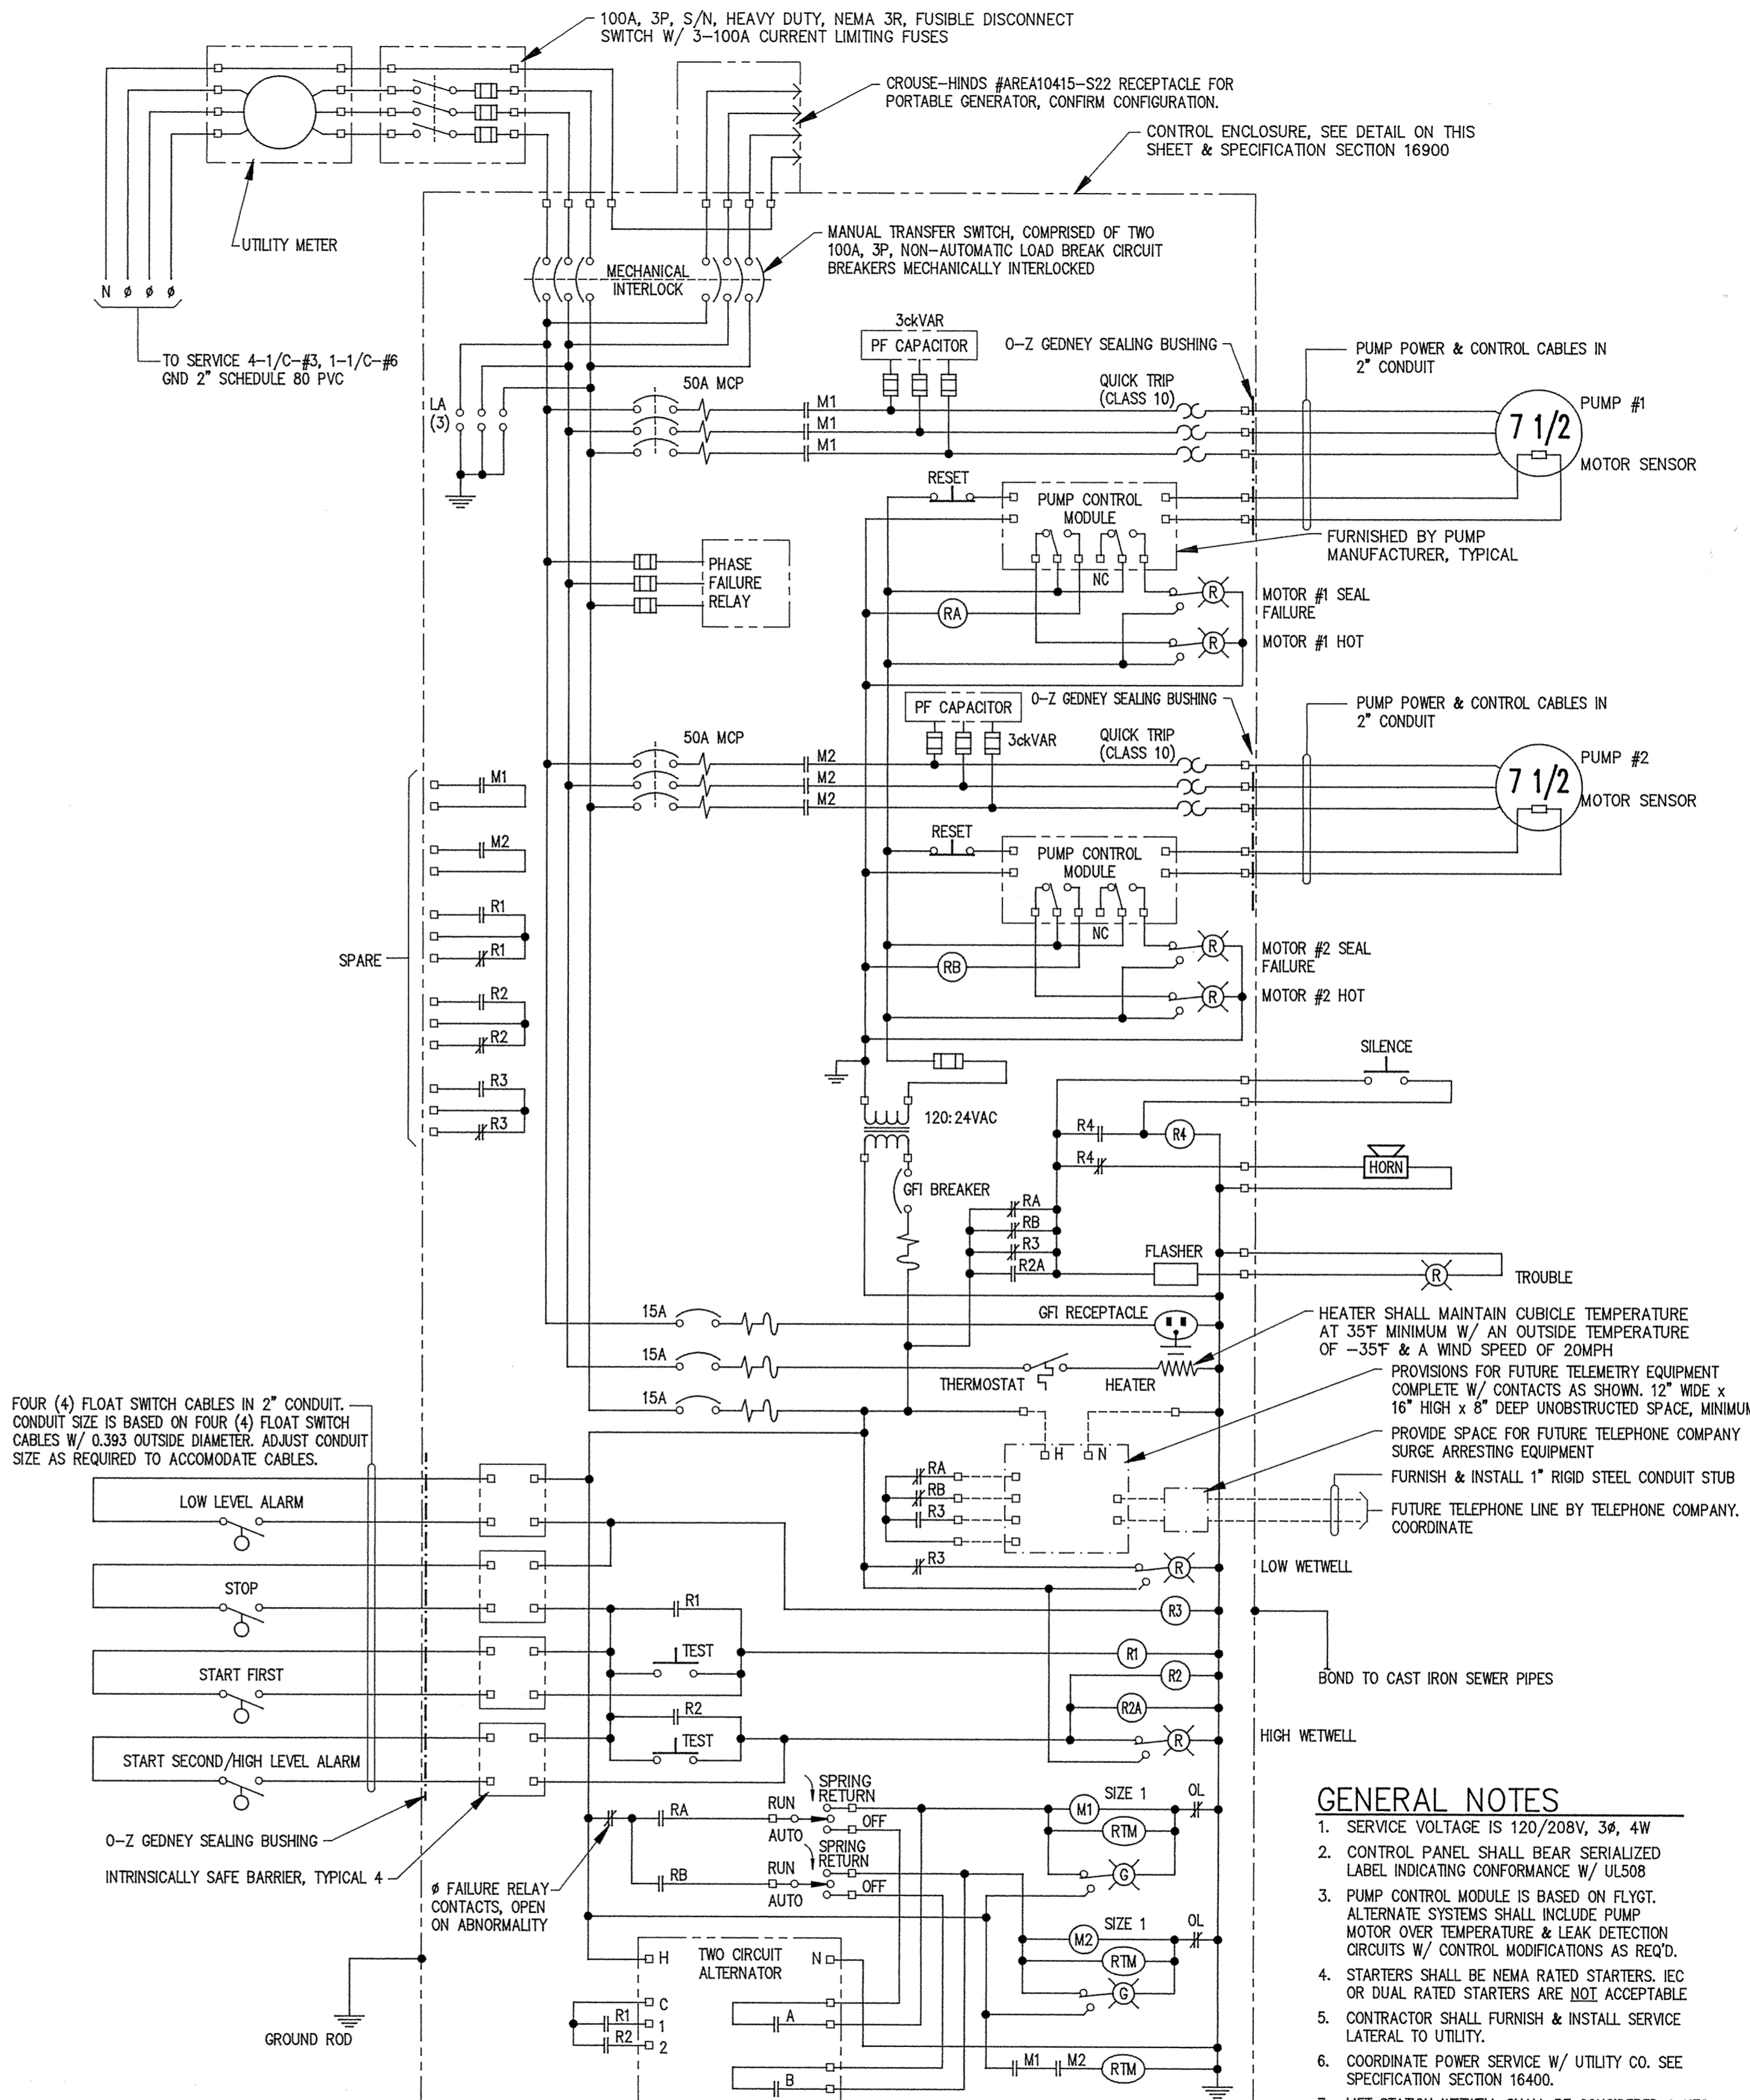 100A, 3P, S/N, HEAVY DUTY, NEMA 3R, FUSIBLE DISCONNECT
SWITCH W/ 3-100A CURRENT LIMITING FUSES
CROUSE-HINDS #AREA10415-S22 RECEPTACLE FOR
PORTABLE GENERATOR, CONFIRM CONFIGURATION.
CONTROL ENCLOSURE, SEE DETAIL ON THIS
SHEET & SPECIFICATION SECTION 16900
UTILITY METER
MANUAL TRANSFER SWITCH, COMPRISED OF TWO
100A, 3P, NON-AUTOMATIC LOAD BREAK CIRCUIT
BREAKERS MECHANICALLY INTERLOCKED
MECHANICAL
INTERLOCK
N ø ø ø
TO SERVICE 4-1/C-#3, 1-1/C-#6
GND 2" SCHEDULE 80 PVC
3ckVAR
PF CAPACITOR
O-Z GEDNEY SEALING BUSHING
PUMP POWER & CONTROL CABLES IN
2" CONDUIT
50A MCP
QUICK TRIP
(CLASS 10)
LA
(3)
M1
M1
M1
PUMP #1
7 1/2
MOTOR SENSOR
RESET
PUMP CONTROL
MODULE
NC
FURNISHED BY PUMP
MANUFACTURER, TYPICAL
PHASE
FAILURE
RELAY
RA
R
MOTOR #1 SEAL
FAILURE
R
MOTOR #1 HOT
PF CAPACITOR
3ckVAR
O-Z GEDNEY SEALING BUSHING
PUMP POWER & CONTROL CABLES IN
2" CONDUIT
50A MCP
QUICK TRIP
(CLASS 10)
M2
M2
M2
PUMP #2
7 1/2
MOTOR SENSOR
RESET
PUMP CONTROL
MODULE
NC
RB
R
MOTOR #2 SEAL
FAILURE
R
MOTOR #2 HOT
M1
M2
R1
R1
SPARE
R2
R2
R3
R3
120:24VAC
SILENCE
R4
R4
R4
HORN
GFI BREAKER
RA
RB
R3
R2A
FLASHER
R
TROUBLE
15A
GFI RECEPTACLE
15A
THERMOSTAT
HEATER
15A
HEATER SHALL MAINTAIN CUBICLE TEMPERATURE
AT 35°F MINIMUM W/ AN OUTSIDE TEMPERATURE
OF -35°F & A WIND SPEED OF 20MPH
PROVISIONS FOR FUTURE TELEMETRY EQUIPMENT
COMPLETE W/ CONTACTS AS SHOWN. 12" WIDE x
16" HIGH x 8" DEEP UNOBSTRUCTED SPACE, MINIMUM
PROVIDE SPACE FOR FUTURE TELEPHONE COMPANY
SURGE ARRESTING EQUIPMENT
FURNISH & INSTALL 1" RIGID STEEL CONDUIT STUB
FUTURE TELEPHONE LINE BY TELEPHONE COMPANY.
COORDINATE
H N
RA
RB
R3
FOUR (4) FLOAT SWITCH CABLES IN 2" CONDUIT.
CONDUIT SIZE IS BASED ON FOUR (4) FLOAT SWITCH
CABLES W/ 0.393 OUTSIDE DIAMETER. ADJUST CONDUIT
SIZE AS REQUIRED TO ACCOMODATE CABLES.
LOW LEVEL ALARM
STOP
START FIRST
START SECOND/HIGH LEVEL ALARM
O-Z GEDNEY SEALING BUSHING
INTRINSICALLY SAFE BARRIER, TYPICAL 4
R3
R
LOW WETWELL
R3
R1
TEST
R1
R2
R2
TEST
R2A
R
HIGH WETWELL
BOND TO CAST IRON SEWER PIPES
RA
RUN
AUTO
SPRING
RETURN
OFF
M1
SIZE 1
OL
RTM
G
RB
RUN
AUTO
SPRING
RETURN
OFF
ø FAILURE RELAY
CONTACTS, OPEN
ON ABNORMALITY
M2
SIZE 1
OL
RTM
G
H
TWO CIRCUIT
ALTERNATOR
N
C
R1
1
R2
2
A
B
M1
M2
RTM
GROUND ROD
GENERAL NOTES
1. SERVICE VOLTAGE IS 120/208V, 3ø, 4W
2. CONTROL PANEL SHALL BEAR SERIALIZED
LABEL INDICATING CONFORMANCE W/ UL508
3. PUMP CONTROL MODULE IS BASED ON FLYGT.
ALTERNATE SYSTEMS SHALL INCLUDE PUMP
MOTOR OVER TEMPERATURE & LEAK DETECTION
CIRCUITS W/ CONTROL MODIFICATIONS AS REQ'D.
4. STARTERS SHALL BE NEMA RATED STARTERS. IEC
OR DUAL RATED STARTERS ARE NOT ACCEPTABLE
5. CONTRACTOR SHALL FURNISH & INSTALL SERVICE
LATERAL TO UTILITY.
6. COORDINATE POWER SERVICE W/ UTILITY CO. SEE
SPECIFICATION SECTION 16400.